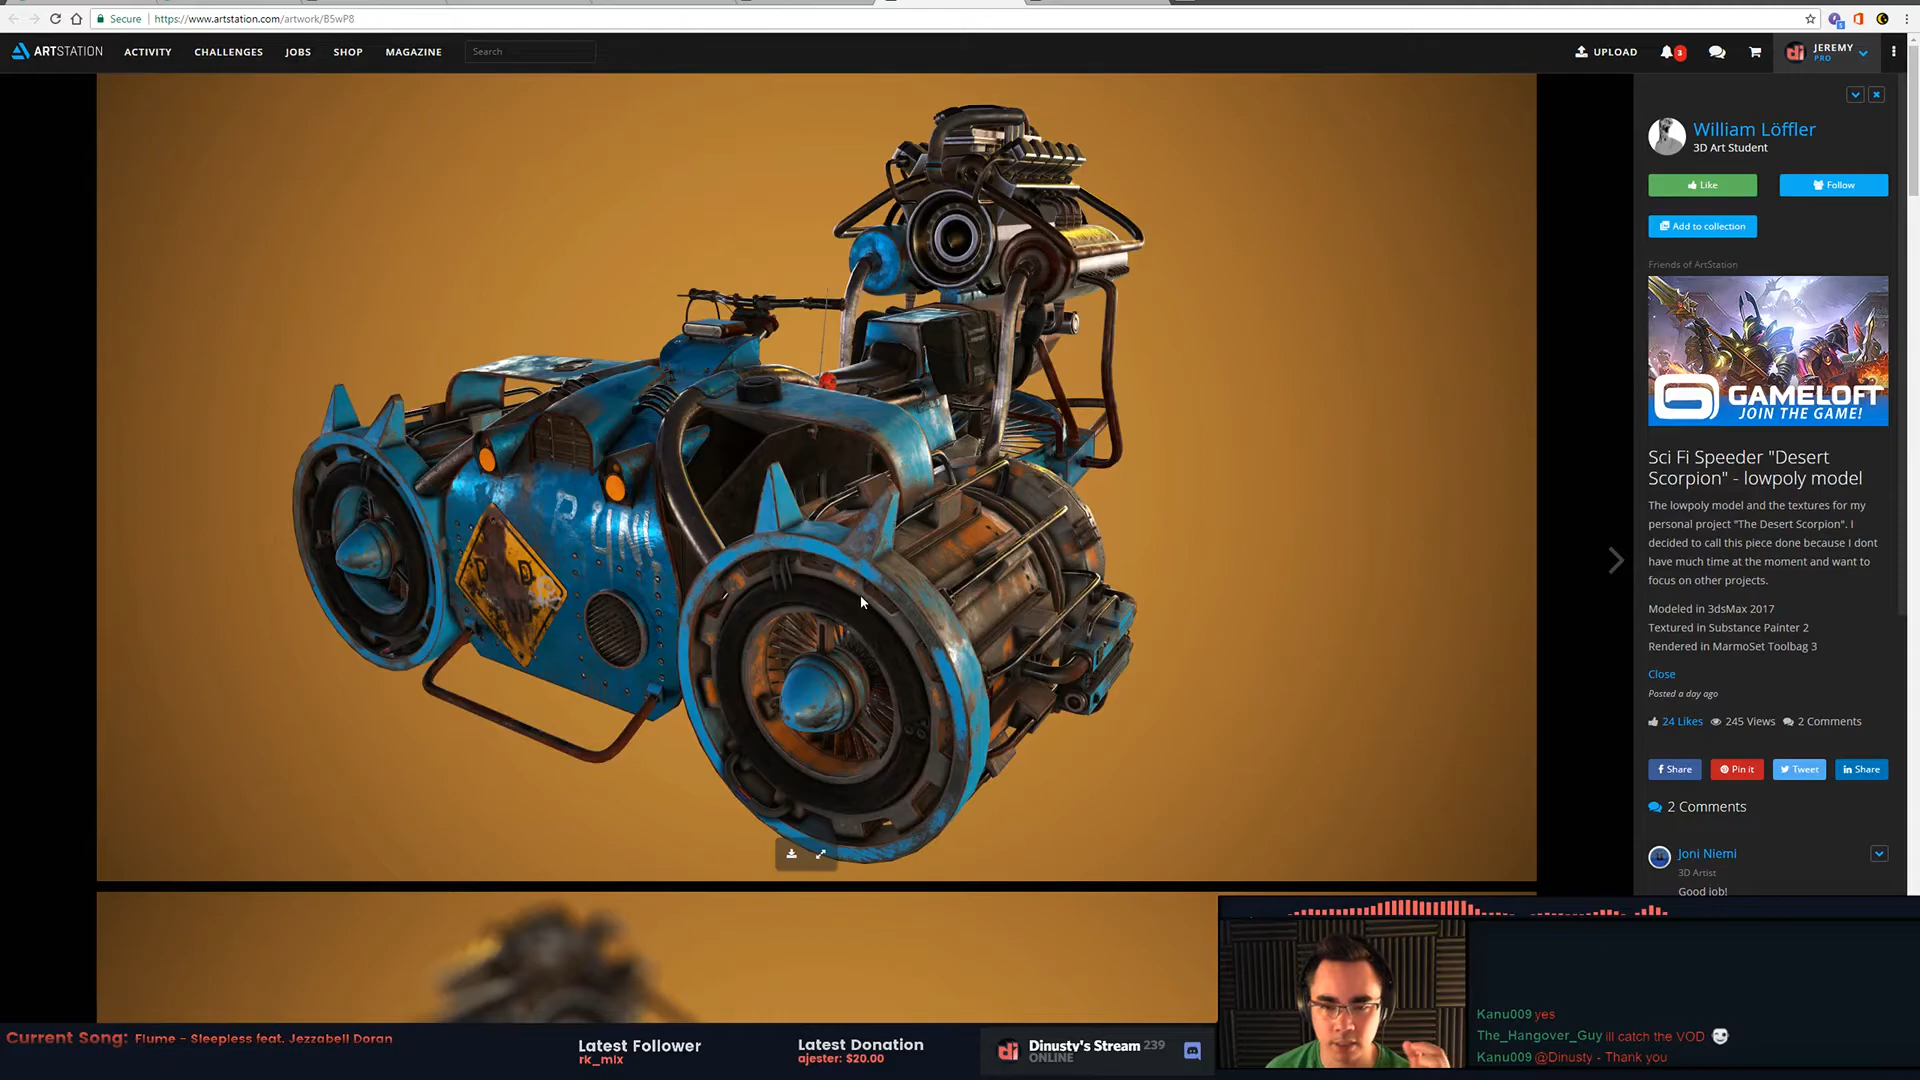 Secure
https://www.artstation.com/artwork/B5wP8
ARTSTATION
ACTIVITY
CHALLENGES
JOBS
SHOP
MAGAZINE
Search
UPLOAD
3
JEREMY
PRO
William Löffler
3D Art Student
Like
Follow
Add to collection
Friends of ArtStation
GAMELOFT
JOIN THE GAME!
Sci Fi Speeder "Desert
Scorpion" - lowpoly model
The lowpoly model and the textures for my
personal project "The Desert Scorpion". I
decided to call this piece done because I dont
have much time at the moment and want to
focus on other projects.
Modeled in 3dsMax 2017
Textured in Substance Painter 2
Rendered in MarmoSet Toolbag 3
Close
Posted a day ago
24 Likes 245 Views 2 Comments
Share
Pin it
Tweet
Share
2 Comments
Joni Niemi
3D Artist
Good job!
Current Song: Flume - Sleepless feat. Jezzabell Doran
Latest Follower
rk_mlx
Latest Donation
ajester: $20.00
di
Dinusty's Stream 239
ONLINE
Kanu009 yes
The_Hangover_Guy ill catch the VOD
Kanu009 @Dinusty - Thank you